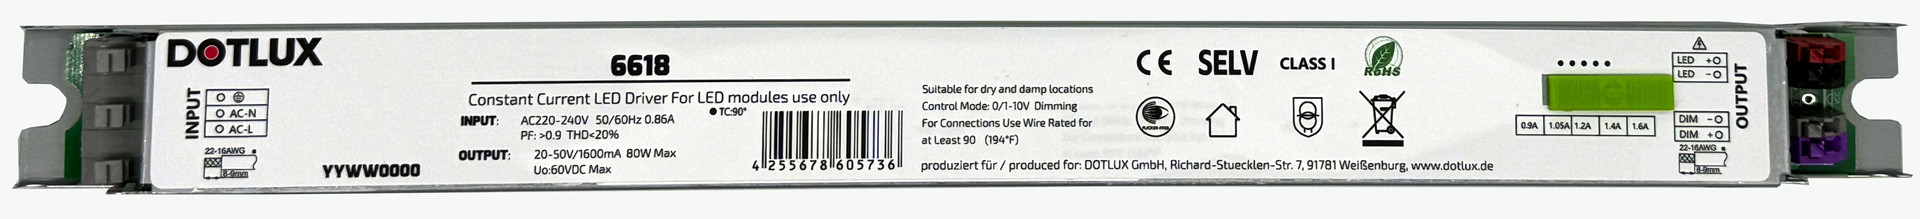 DOTLUX
INPUT
AC-N
AC-L
22-16AWG
8-9mm
6618
Constant Current LED Driver For LED modules use only
INPUT: AC220-240V 50/60Hz 0.86A
PF: >0.9 THD<20%
OUTPUT: 20-50V/1600mA 80W Max
Uo:60VDC Max
YYWW0000
TC:90°
4 255678 605736
Suitable for dry and damp locations
Control Mode: 0/1-10V Dimming
For Connections Use Wire Rated for
at Least 90 (194°F)
produziert für / produced for: DOTLUX GmbH, Richard-Stuecklen-Str. 7, 91781 Weißenburg, www.dotlux.de
CE SELV CLASS I
RoHS
FLICKER-FREE
0.9A 1.05A 1.2A 1.4A 1.6A
LED +
LED -
DIM -
DIM +
OUTPUT
22-16AWG
8-9mm